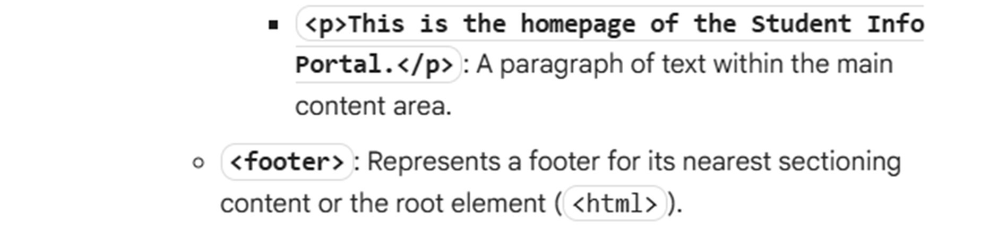 ▪ <p>This is the homepage of the Student Info
Portal.</p>: A paragraph of text within the main
content area.
○ <footer>: Represents a footer for its nearest sectioning
content or the root element (<html>).